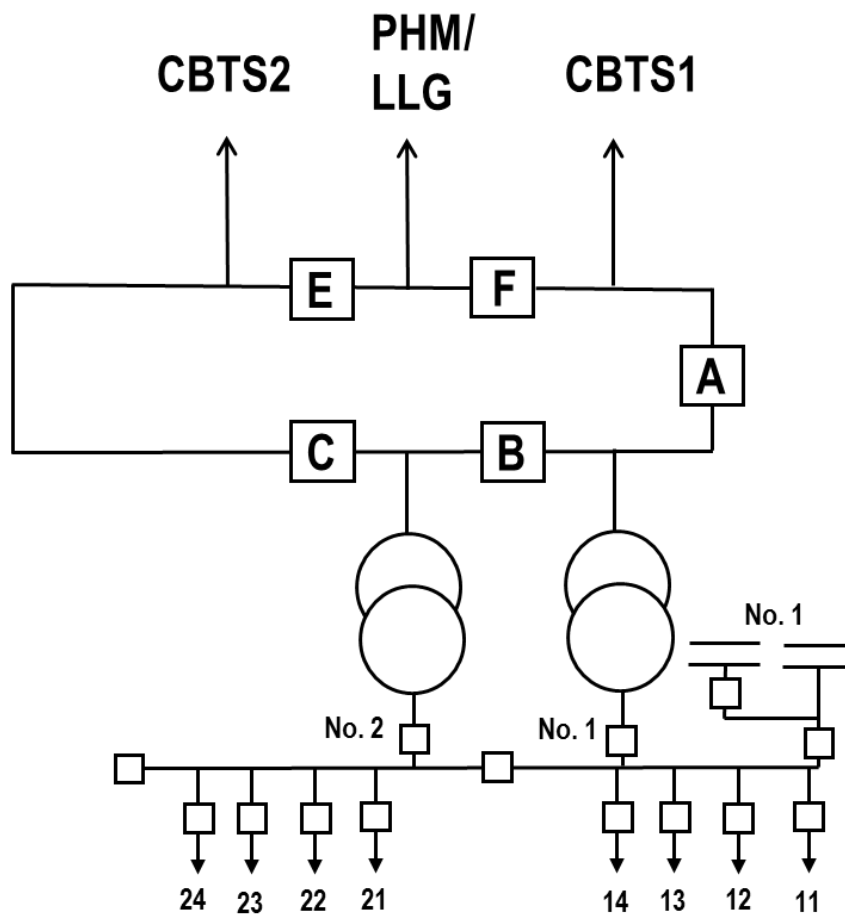 CBTS2
PHM/
LLG
CBTS1
E
F
A
C
B
No. 1
No. 2
No. 1
24
23
22
21
14
13
12
11